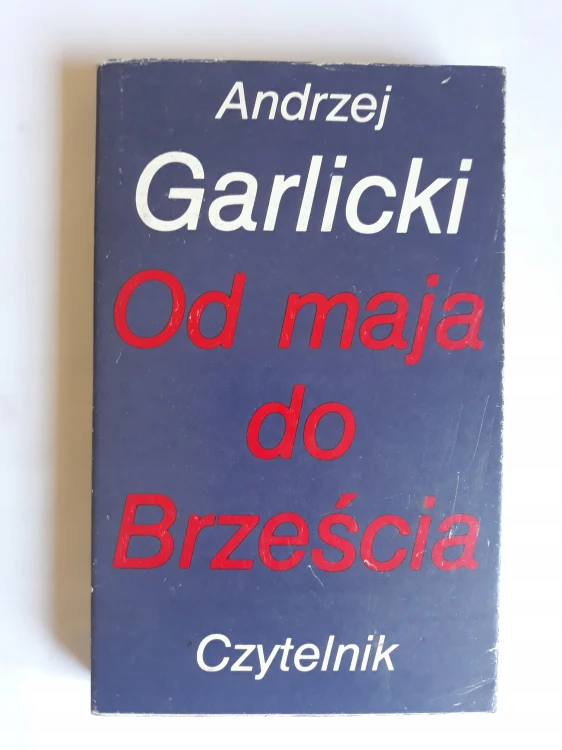 Andrzej
Garlicki
Od maja
do
Brześcia
Czytelnik